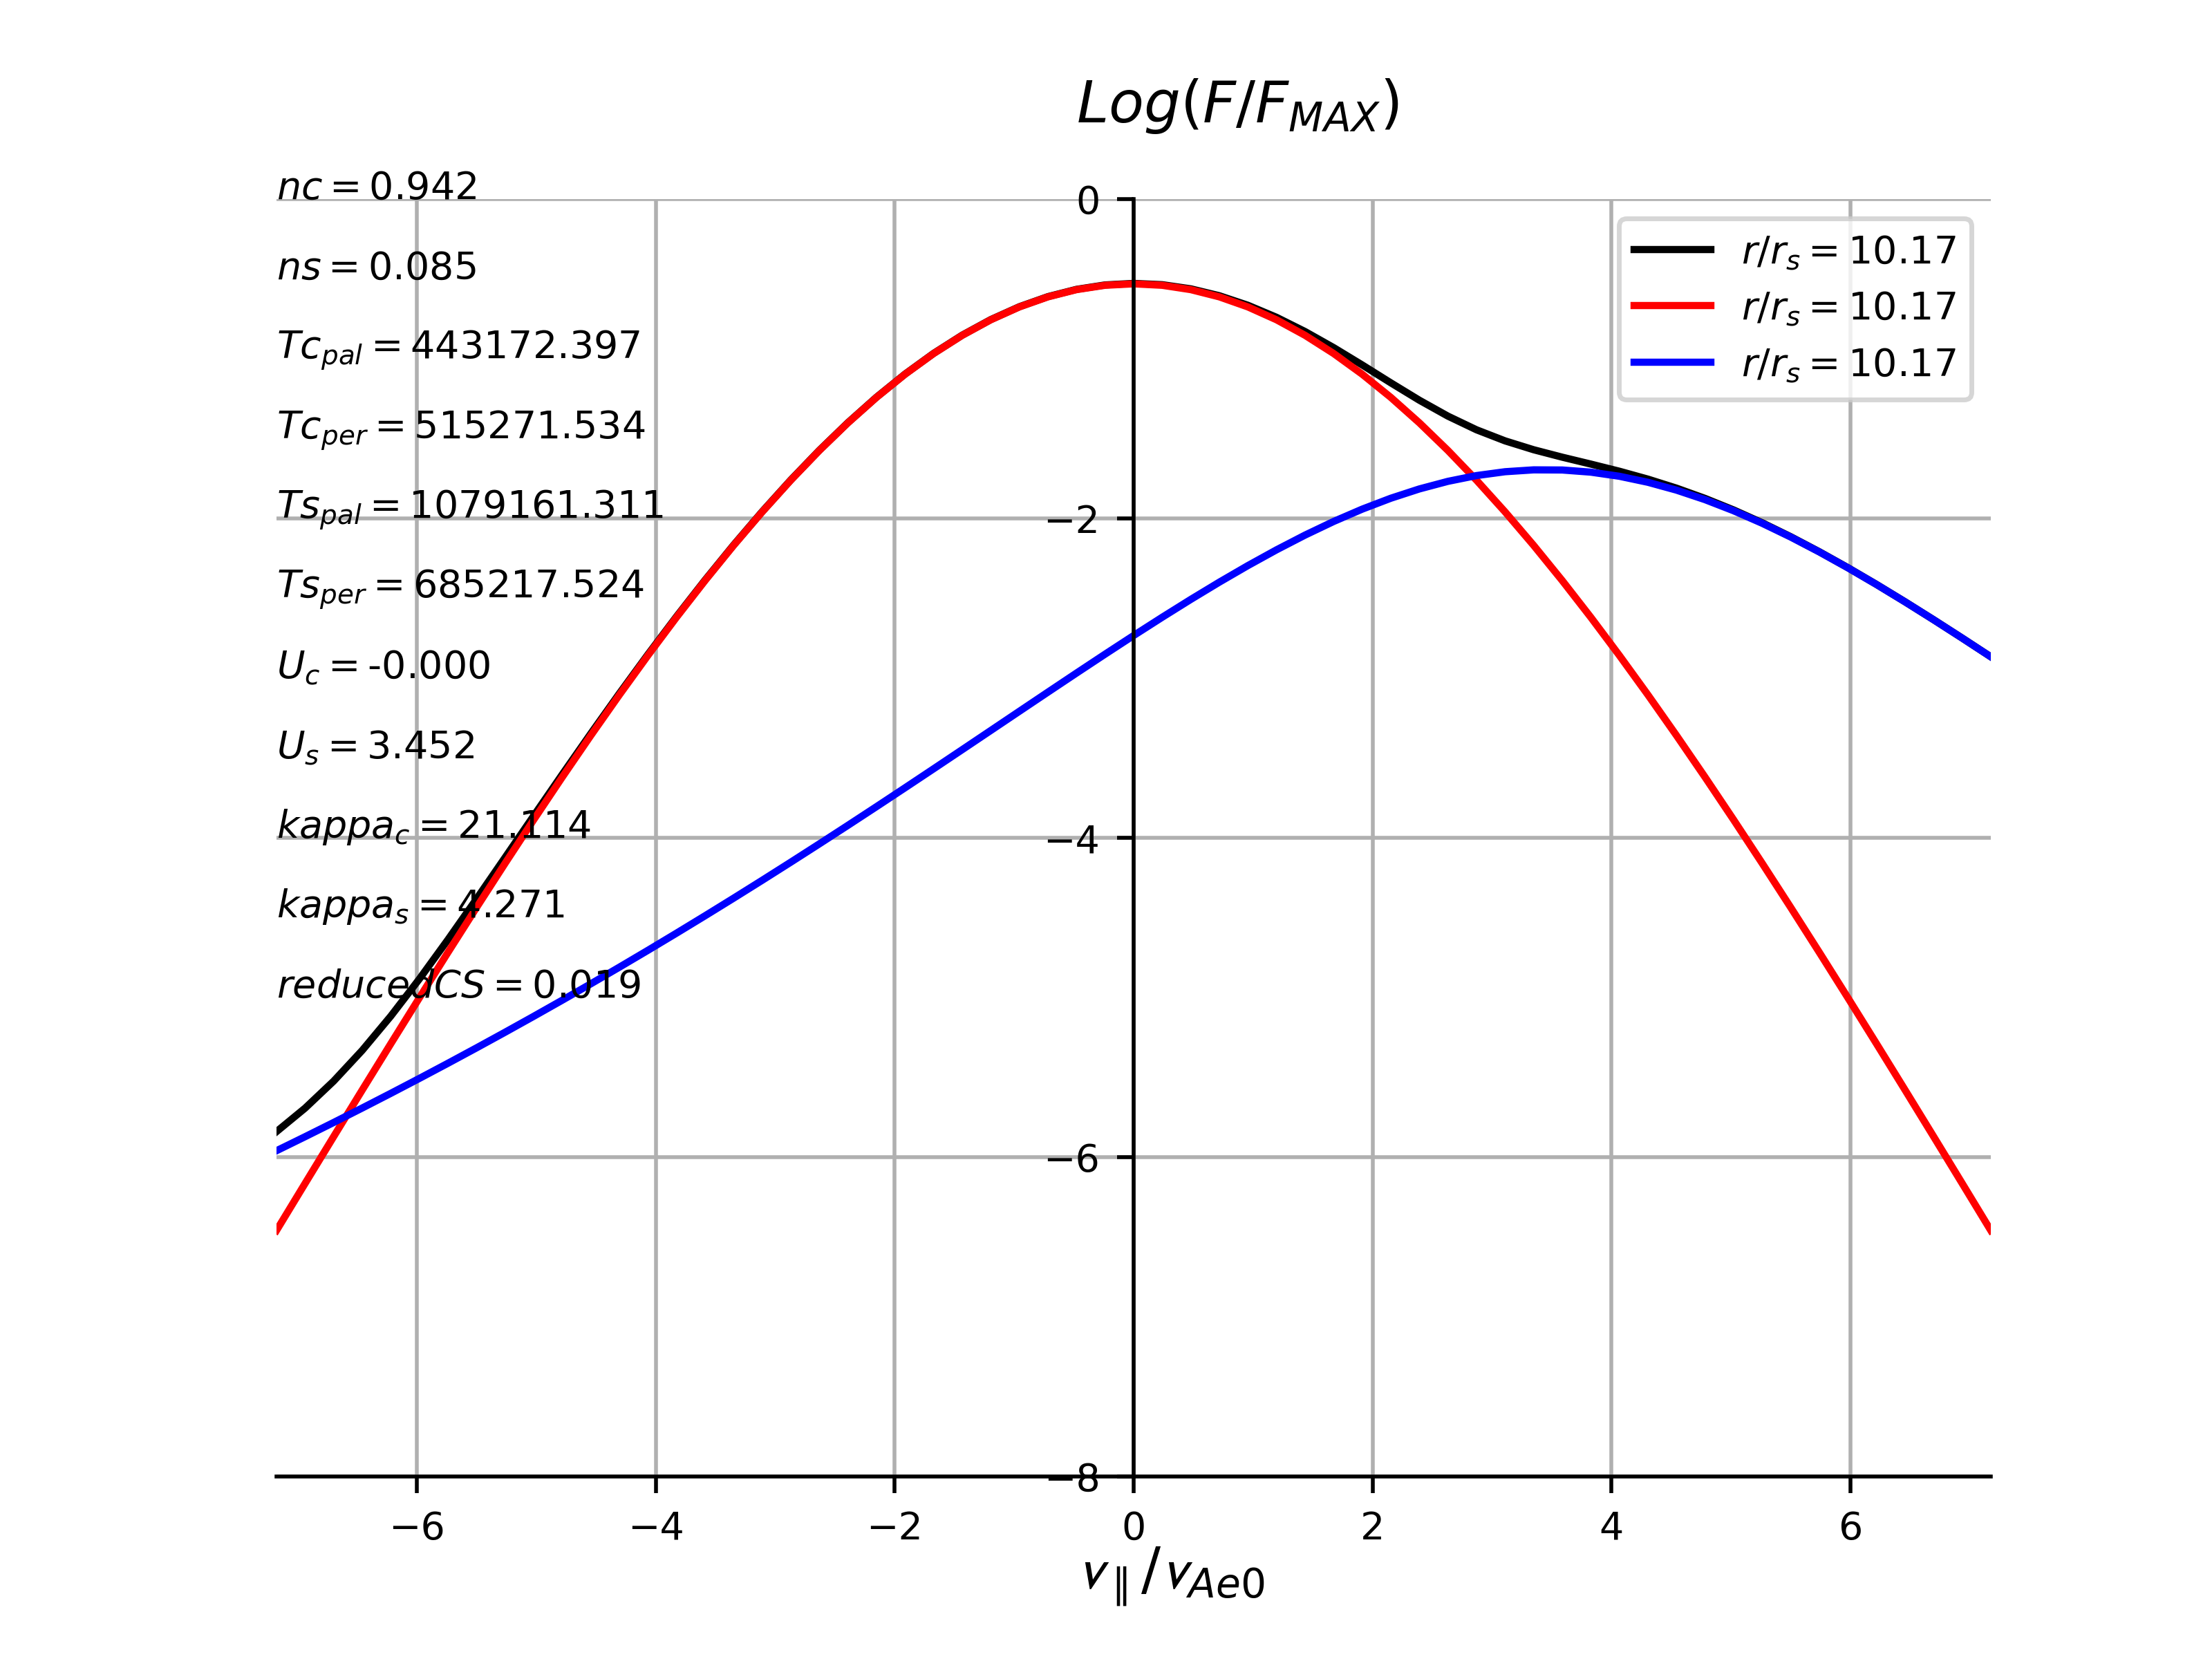 Log(F/F_MAX)
nc = 0.942
ns = 0.085
Tc_pal = 443172.397
Tc_per = 515271.534
Ts_pal = 1079161.311
Ts_per = 685217.524
U_c = -0.000
U_s = 3.452
kappa_c = 21.114
kappa_s = 4.271
reducedCS = 0.019
0
−2
−4
−6
−8
r/r_s = 10.17
r/r_s = 10.17
r/r_s = 10.17
−6 −4 −2 0 2 4 6
v_∥/v_Ae0